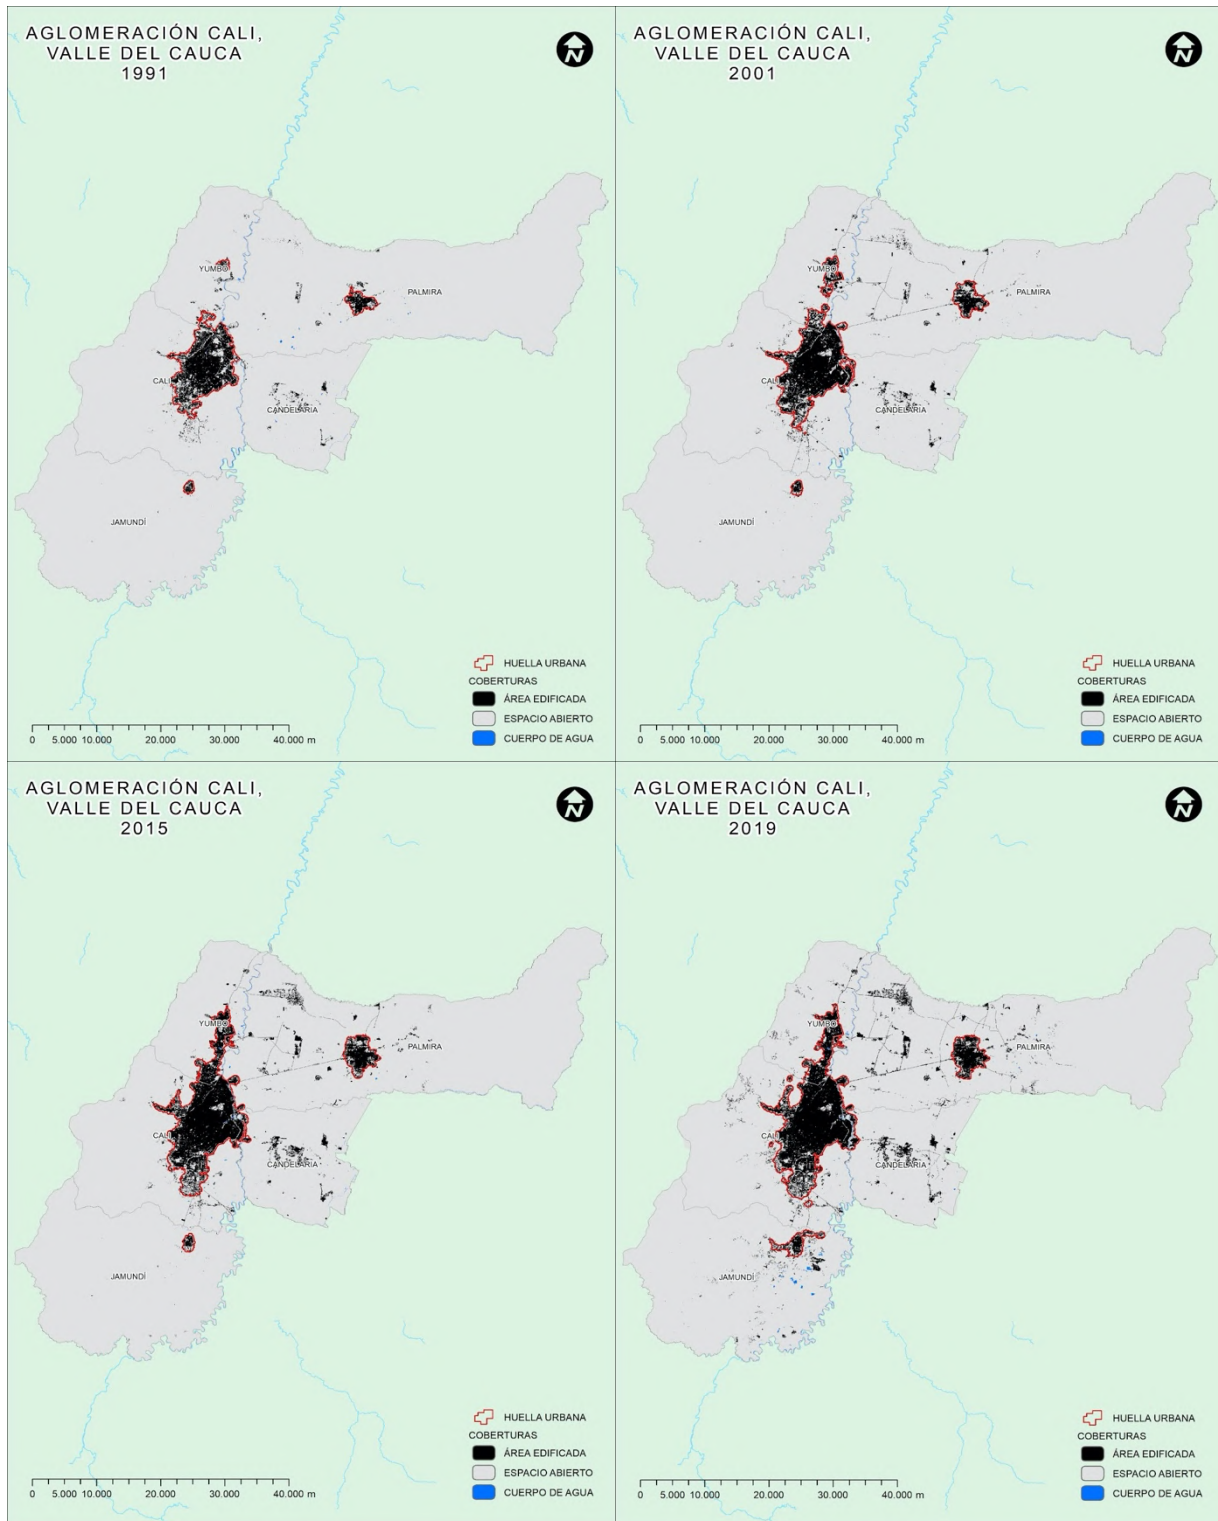 AGLOMERACIÓN CALI,
VALLE DEL CAUCA
1991
N
YUMBO
PALMIRA
CALI
CANDELARIA
JAMUNDÍ
HUELLA URBANA
COBERTURAS
ÁREA EDIFICADA
ESPACIO ABIERTO
CUERPO DE AGUA
0 5.000 10.000 20.000 30.000 40.000 m
AGLOMERACIÓN CALI,
VALLE DEL CAUCA
2001
N
YUMBO
PALMIRA
CALI
CANDELARIA
JAMUNDÍ
HUELLA URBANA
COBERTURAS
ÁREA EDIFICADA
ESPACIO ABIERTO
CUERPO DE AGUA
0 5.000 10.000 20.000 30.000 40.000 m
AGLOMERACIÓN CALI,
VALLE DEL CAUCA
2015
N
YUMBO
PALMIRA
CALI
CANDELARIA
JAMUNDÍ
HUELLA URBANA
COBERTURAS
ÁREA EDIFICADA
ESPACIO ABIERTO
CUERPO DE AGUA
0 5.000 10.000 20.000 30.000 40.000 m
AGLOMERACIÓN CALI,
VALLE DEL CAUCA
2019
N
YUMBO
PALMIRA
CALI
CANDELARIA
JAMUNDÍ
HUELLA URBANA
COBERTURAS
ÁREA EDIFICADA
ESPACIO ABIERTO
CUERPO DE AGUA
0 5.000 10.000 20.000 30.000 40.000 m